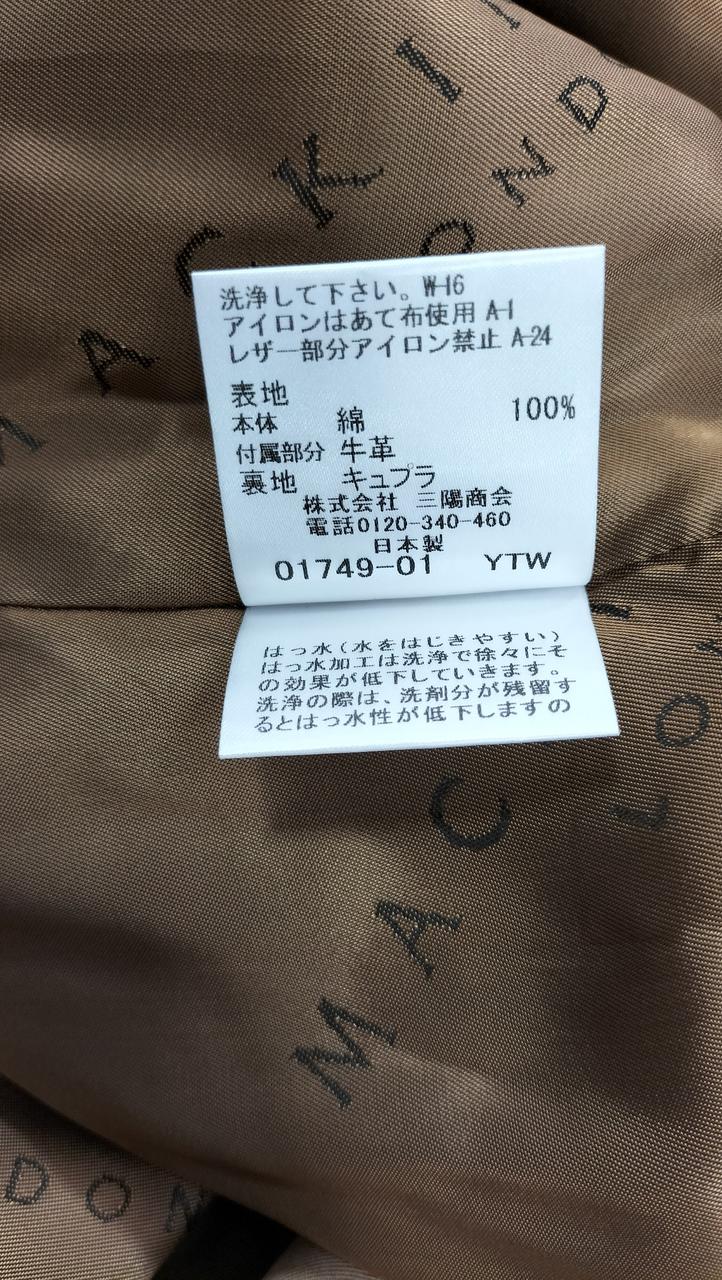 MACKI
LONDO
洗浄して下さい。W-16
アイロンはあて布使用 A-1
レザー部分アイロン禁止 A-24
表地
本体 綿 100%
付属部分 牛革
裏地 キュプラ
株式会社 三陽商会
電話0120-340-460
日本製
01749-01 YTW
はっ水(水をはじきやすい)
はっ水加工は洗浄で徐々にそ
の効果が低下していきます。
洗浄の際は、洗剤分が残留す
るとはっ水性が低下しますの
MAC
LO
DON